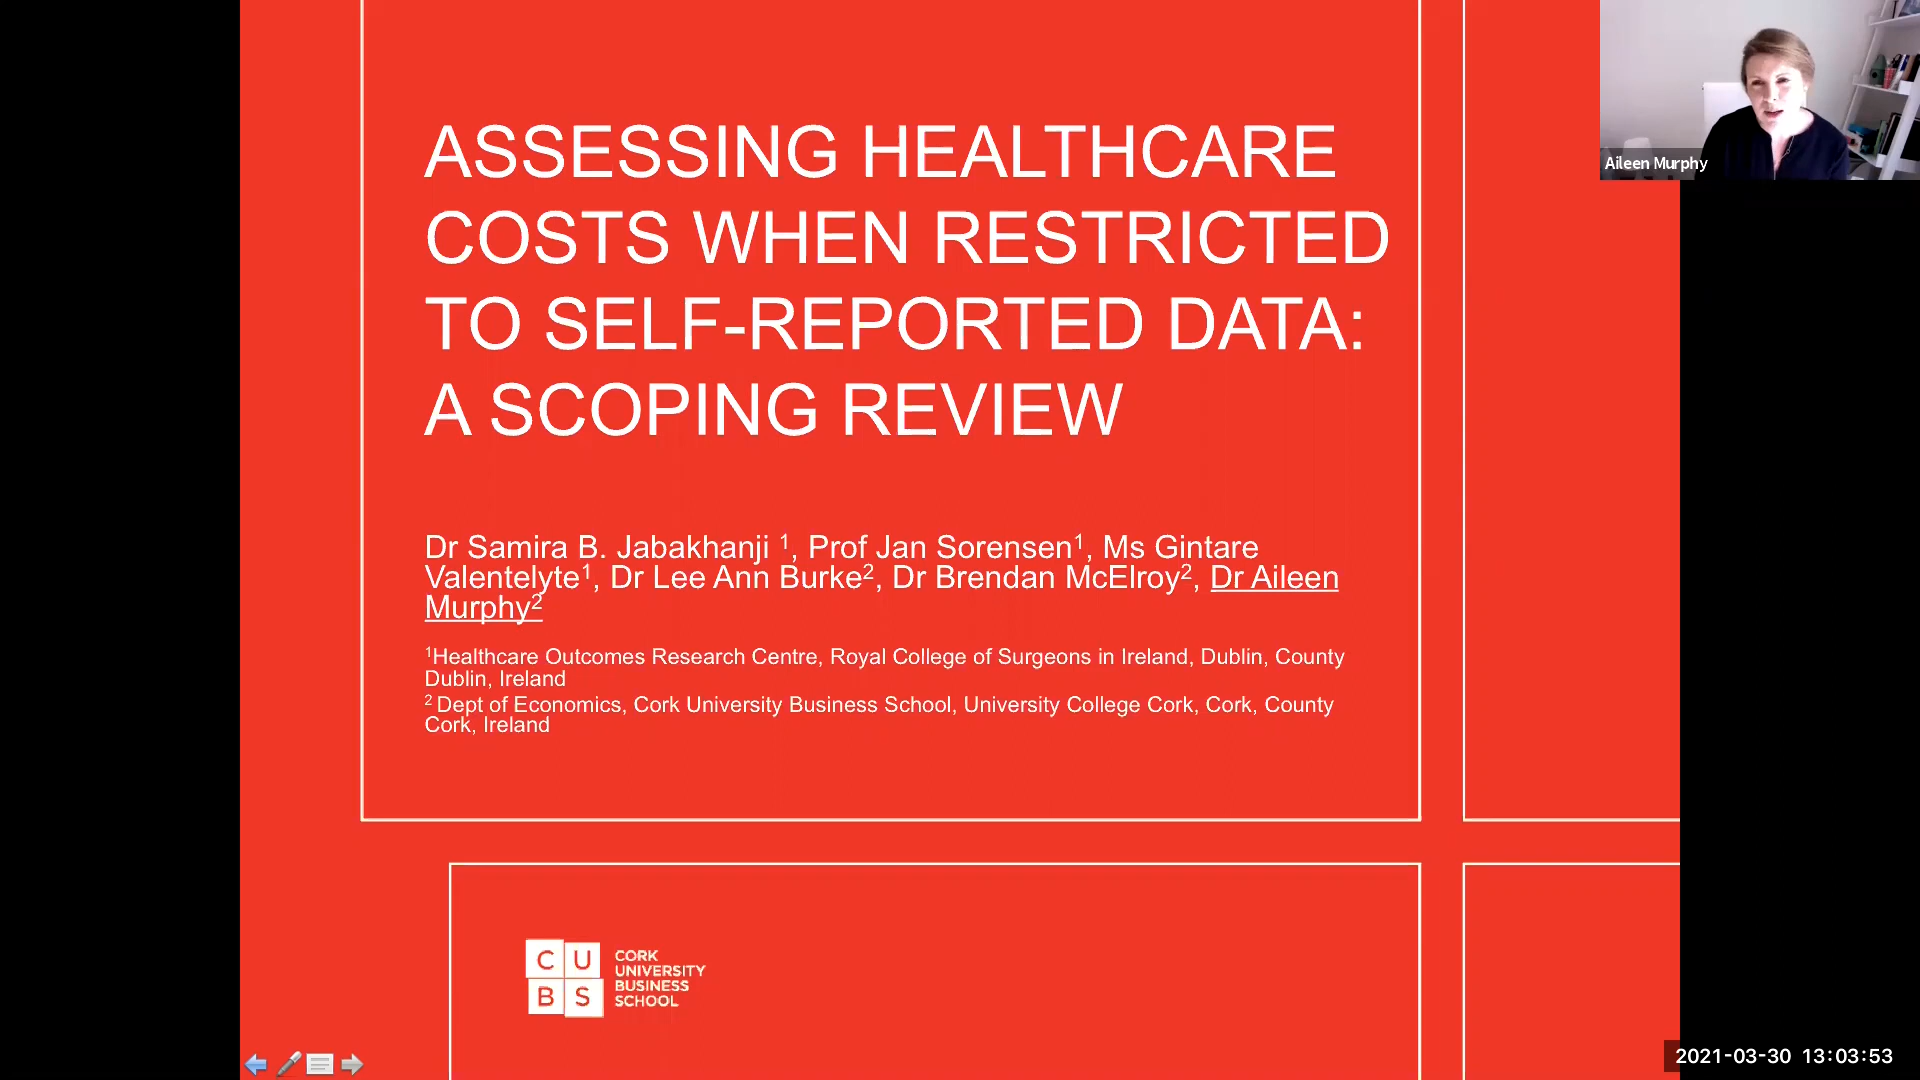 ASSESSING HEALTHCARE
COSTS WHEN RESTRICTED
TO SELF-REPORTED DATA:
A SCOPING REVIEW
Dr Samira B. Jabakhanji ¹, Prof Jan Sorensen¹, Ms Gintare
Valentelyte¹, Dr Lee Ann Burke², Dr Brendan McElroy², Dr Aileen
Murphy²
¹Healthcare Outcomes Research Centre, Royal College of Surgeons in Ireland, Dublin, County
Dublin, Ireland
² Dept of Economics, Cork University Business School, University College Cork, Cork, County
Cork, Ireland
CU
BS
CORK
UNIVERSITY
BUSINESS
SCHOOL
Aileen Murphy
2021-03-30 13:03:53